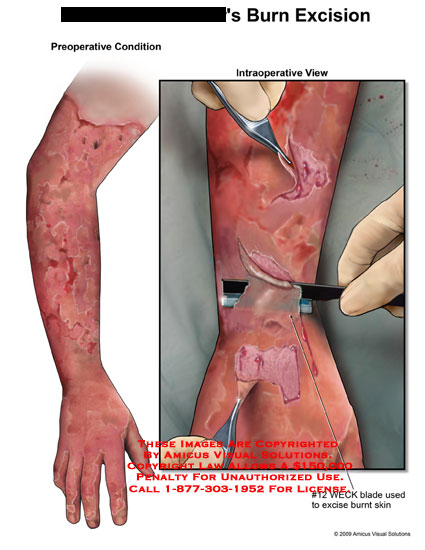 's Burn Excision
Preoperative Condition
Intraoperative View
These Images Are Copyrighted
By Amicus Visual Solutions.
Copyright Law Allows A $150,000
Penalty For Unauthorized Use.
Call 1-877-303-1952 For License.
#12 WECK blade used
to excise burnt skin
© 2009 Amicus Visual Solutions